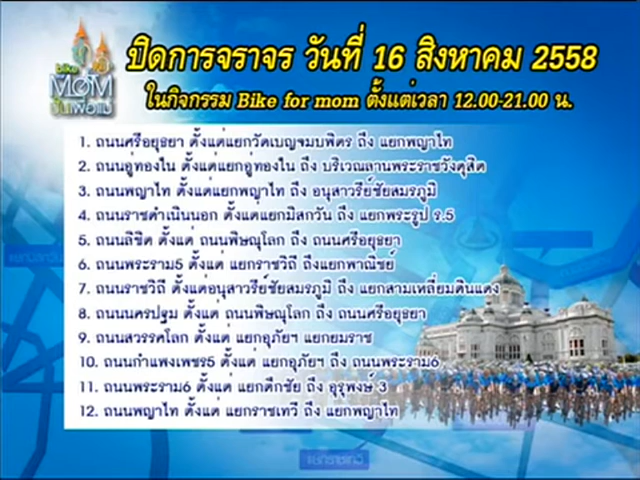 bike
MOM
ปั่นเพื่อแม่
ปิดการจราจร วันที่ 16 สิงหาคม 2558
ในกิจกรรม Bike for mom ตั้งแต่เวลา 12.00-21.00 น.
1. ถนนศรีอยุธยา ตั้งแต่แยกวัดเบญจมบพิตร ถึง แยกพญาไท
2. ถนนอู่ทองใน ตั้งแต่แยกอู่ทองใน ถึง บริเวณลานพระราชวังดุสิต
3. ถนนพญาไท ตั้งแต่แยกพญาไท ถึง อนุสาวรีย์ชัยสมรภูมิ
4. ถนนราชดำเนินนอก ตั้งแต่แยกมิสกวัน ถึง แยกพระรูป ร.5
5. ถนนลิขิต ตั้งแต่ ถนนพิษณุโลก ถึง ถนนศรีอยุธยา
6. ถนนพระราม5 ตั้งแต่ แยกราชวิถี ถึงแยกพาณิชย์
7. ถนนราชวิถี ตั้งแต่อนุสาวรีย์ชัยสมรภูมิ ถึง แยกสามเหลี่ยมดินแดง
8. ถนนนครปฐม ตั้งแต่ ถนนพิษณุโลก ถึง ถนนศรีอยุธยา
9. ถนนสวรรคโลก ตั้งแต่ แยกอุภัยฯ แยกยมราช
10. ถนนกำแพงเพชร5 ตั้งแต่ แยกอุภัยฯ ถึง ถนนพระราม6
11. ถนนพระราม6 ตั้งแต่ แยกตึกชัย ถึง อุรุพงษ์ 3
12. ถนนพญาไท ตั้งแต่ แยกราชเทวี ถึง แยกพญาไท
แยกราชเทวี